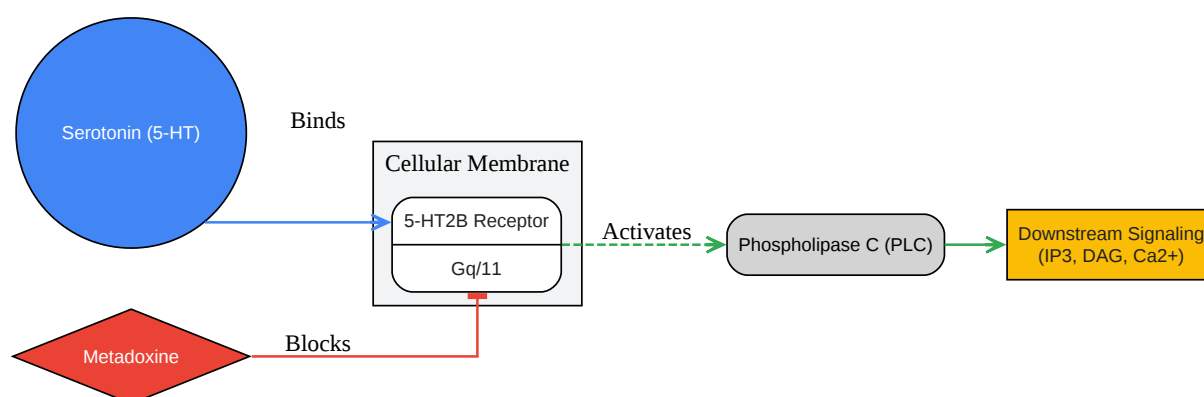 Serotonin (5-HT)
Binds
Cellular Membrane
5-HT2B Receptor
Gq/11
Activates
Phospholipase C (PLC)
Downstream Signaling
(IP3, DAG, Ca2+)
Metadoxine
Blocks